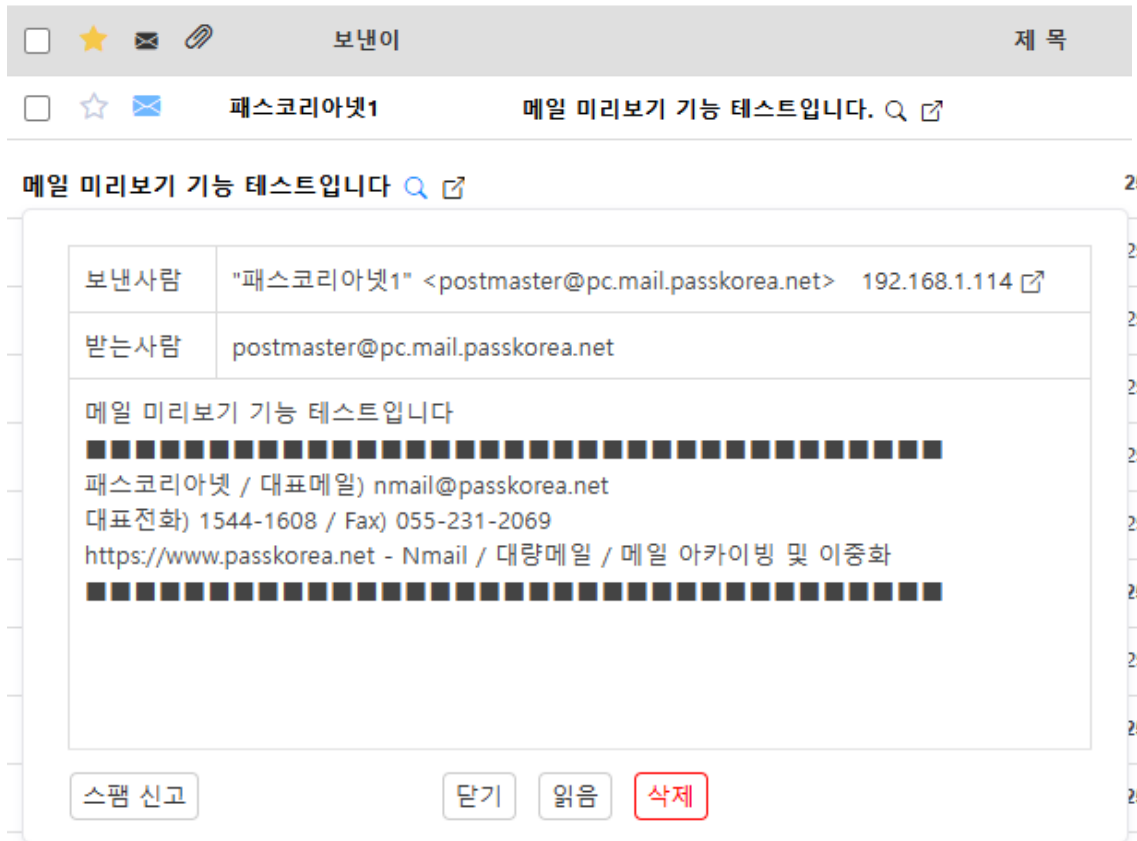 보낸이 제 목
패스코리아넷1 메일 미리보기 기능 테스트입니다.
메일 미리보기 기능 테스트입니다
보낸사람 "패스코리아넷1" <postmaster@pc.mail.passkorea.net> 192.168.1.114
받는사람 postmaster@pc.mail.passkorea.net
메일 미리보기 기능 테스트입니다
■■■■■■■■■■■■■■■■■■■■■■■■■■■■■■■■■■■
패스코리아넷 / 대표메일) nmail@passkorea.net
대표전화) 1544-1608 / Fax) 055-231-2069
https://www.passkorea.net - Nmail / 대량메일 / 메일 아카이빙 및 이중화
■■■■■■■■■■■■■■■■■■■■■■■■■■■■■■■■■■■
스팸 신고 닫기 읽음 삭제